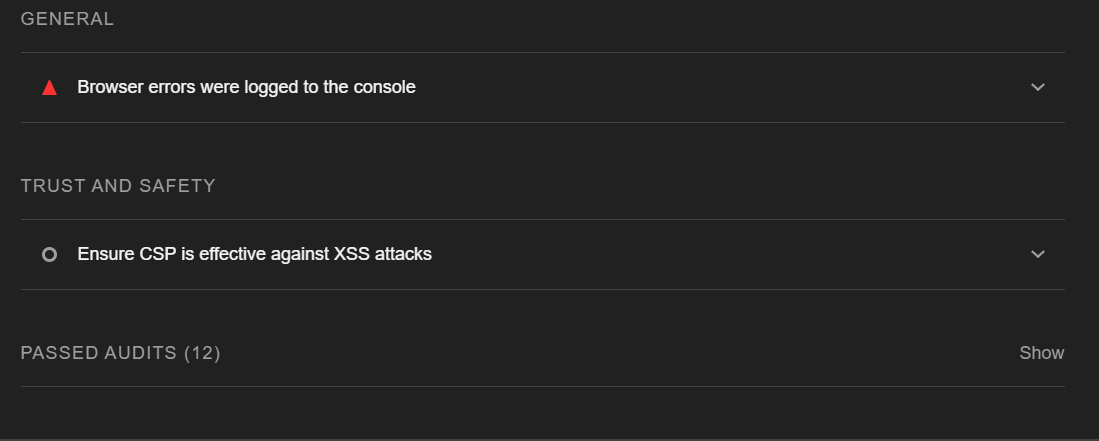 GENERAL
Browser errors were logged to the console
TRUST AND SAFETY
Ensure CSP is effective against XSS attacks
PASSED AUDITS (12) Show